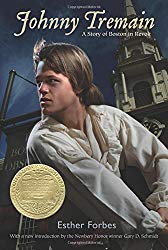 Johnny Tremain
A Story of Boston in Revolt
Esther Forbes
With a new introduction by the Newbery Honor winner Gary D. Schmidt